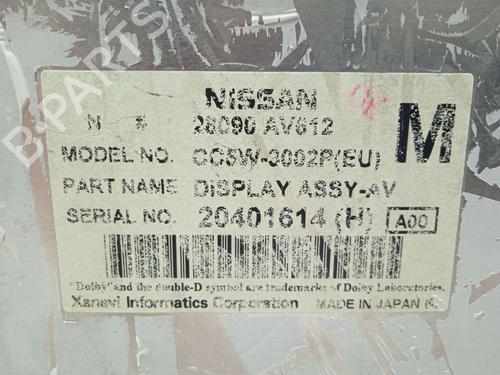 B-PARTS
NISSAN
N # 28090 AV612
M
MODEL NO. CCSW-3002P(EU)
PART NAME DISPLAY ASSY-AV
SERIAL NO. 20401614 (H) A00
"Dolby" and the double-D symbol are trademarks of Dolby Laboratories.
Xanavi Informatics Corporation MADE IN JAPAN